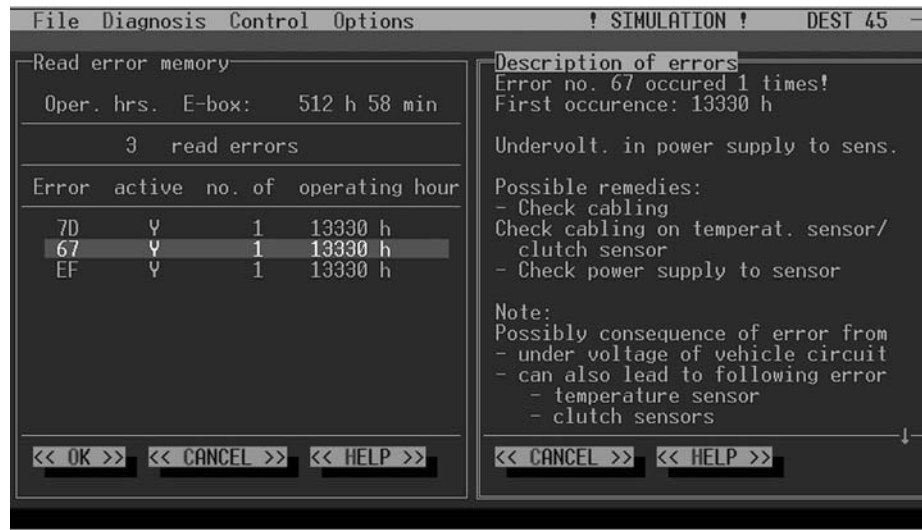 File Diagnosis Control Options ! SIMULATION ! DEST 45
Read error memory
Oper. hrs. E-box: 512 h 58 min
3 read errors
Error active no. of operating hour
7D Y 1 13330 h
67 Y 1 13330 h
EF Y 1 13330 h
<< OK >> << CANCEL >> << HELP >>
Description of errors
Error no. 67 occured 1 times!
First occurence: 13330 h
Undervolt. in power supply to sens.
Possible remedies:
- Check cabling
Check cabling on temperat. sensor/
clutch sensor
- Check power supply to sensor
Note:
Possibly consequence of error from
- under voltage of vehicle circuit
- can also lead to following error
- temperature sensor
- clutch sensors
<< CANCEL >> << HELP >>